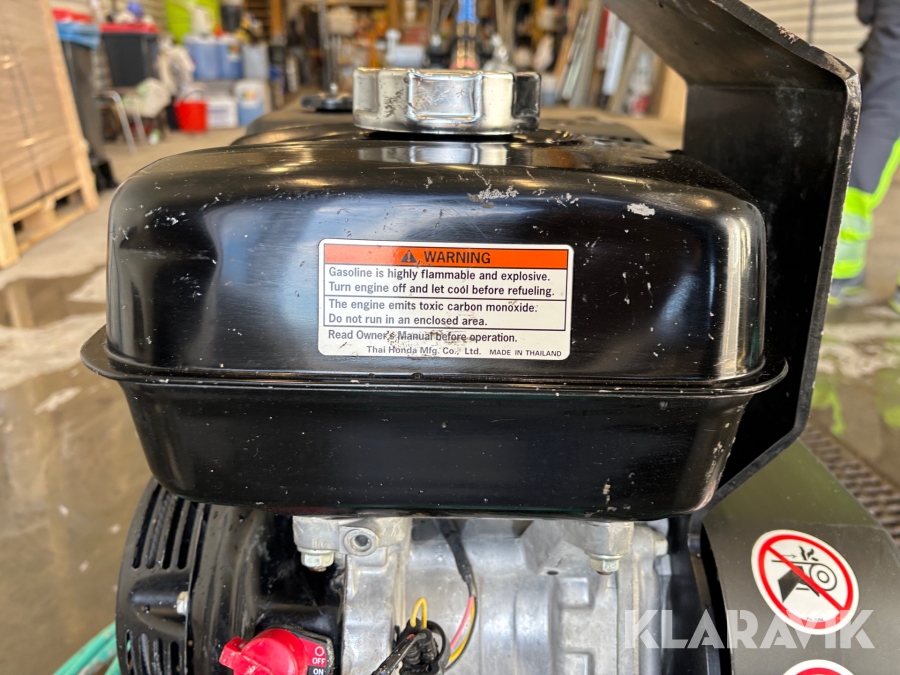 WARNING
Gasoline is highly flammable and explosive.
Turn engine off and let cool before refueling.
The engine emits toxic carbon monoxide.
Do not run in an enclosed area.
Read Owner's Manual before operation.
Thai Honda Mfg. Co., Ltd. MADE IN THAILAND
OFF
ON
KLARAVIK